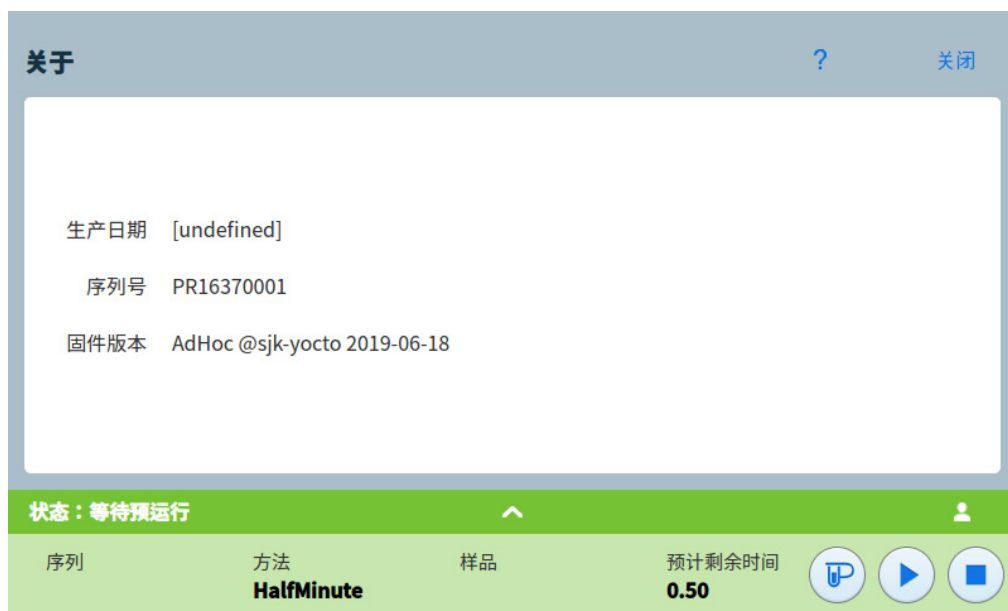 关于 ? 关闭
生产日期 [undefined]
序列号 PR16370001
固件版本 AdHoc @sjk-yocto 2019-06-18
状态：等待预运行
序列 方法 样品 预计剩余时间
HalfMinute 0.50